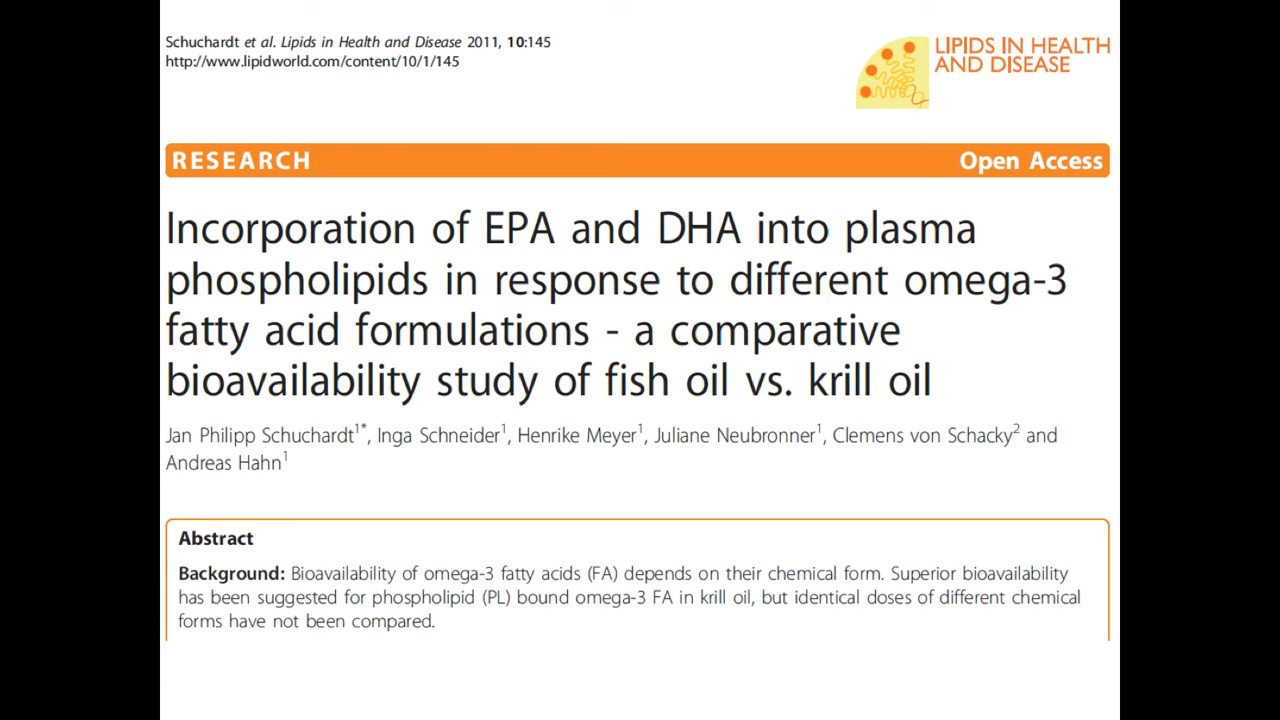 Schuchardt et al. Lipids in Health and Disease 2011, 10:145
http://www.lipidworld.com/content/10/1/145
LIPIDS IN HEALTH
AND DISEASE
RESEARCH
Open Access
Incorporation of EPA and DHA into plasma
phospholipids in response to different omega-3
fatty acid formulations - a comparative
bioavailability study of fish oil vs. krill oil
Jan Philipp Schuchardt1*, Inga Schneider1, Henrike Meyer1, Juliane Neubronner1, Clemens von Schacky2 and
Andreas Hahn1
Abstract
Background: Bioavailability of omega-3 fatty acids (FA) depends on their chemical form. Superior bioavailability
has been suggested for phospholipid (PL) bound omega-3 FA in krill oil, but identical doses of different chemical
forms have not been compared.